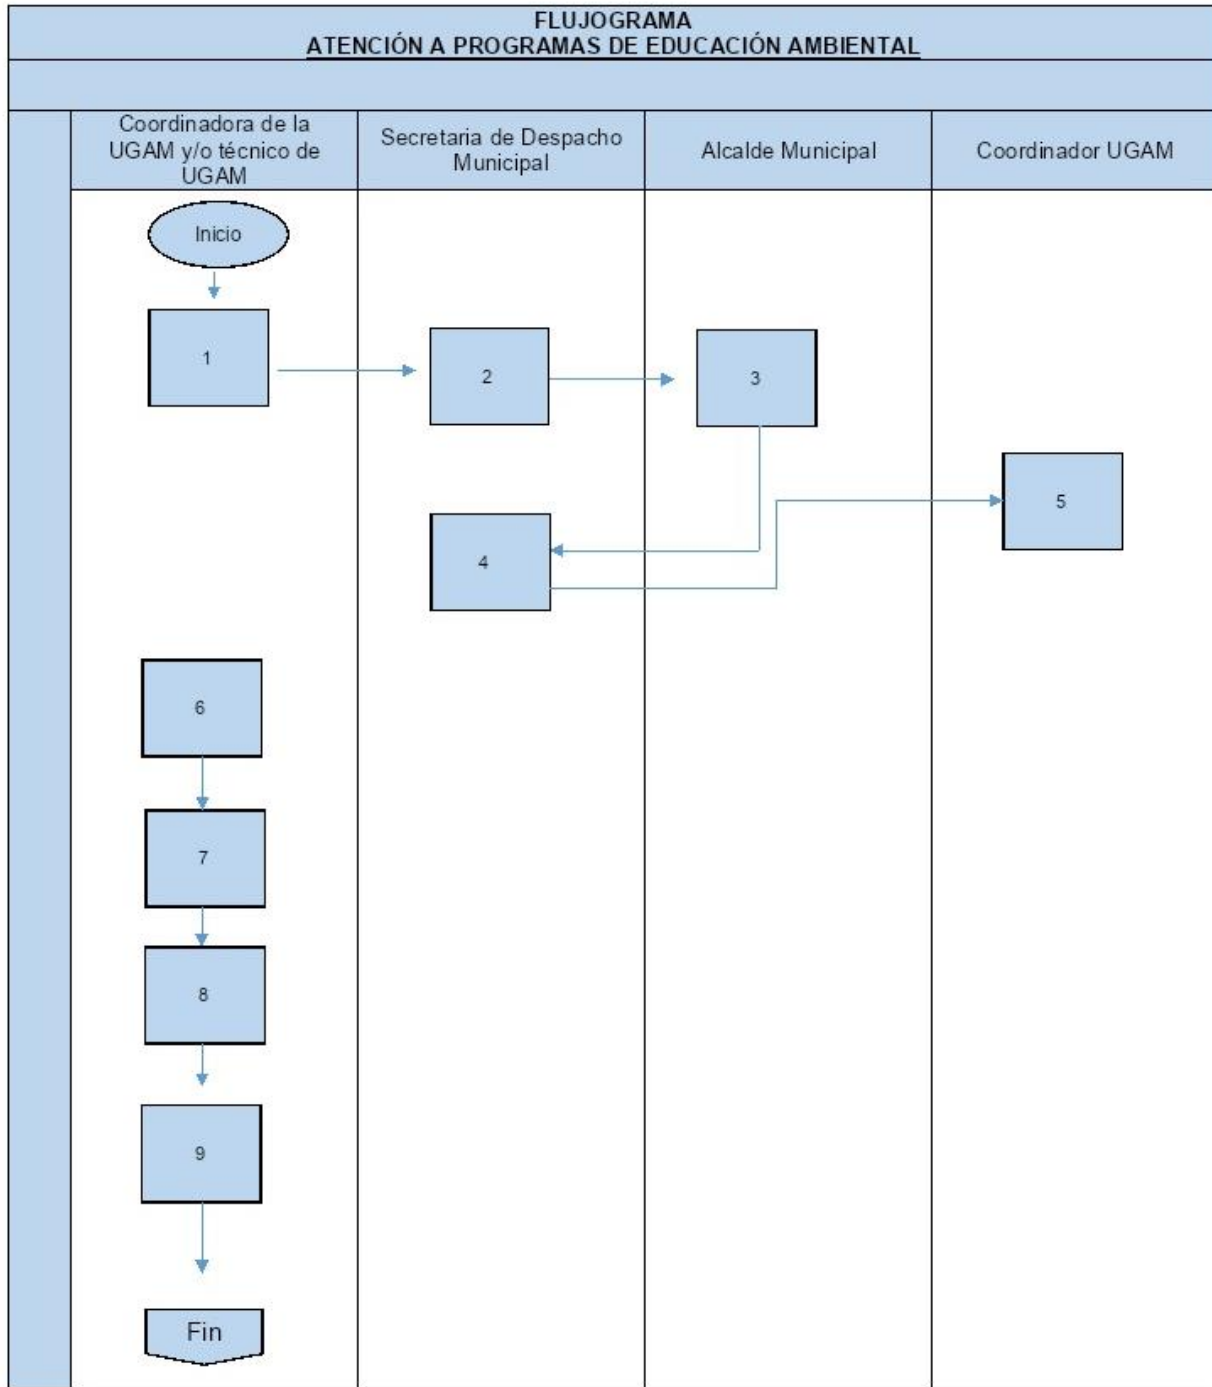 FLUJOGRAMA
ATENCIÓN A PROGRAMAS DE EDUCACIÓN AMBIENTAL
Coordinadora de la
UGAM y/o técnico de
UGAM
Secretaria de Despacho
Municipal
Alcalde Municipal
Coordinador UGAM
Inicio
1
2
3
4
5
6
7
8
9
Fin